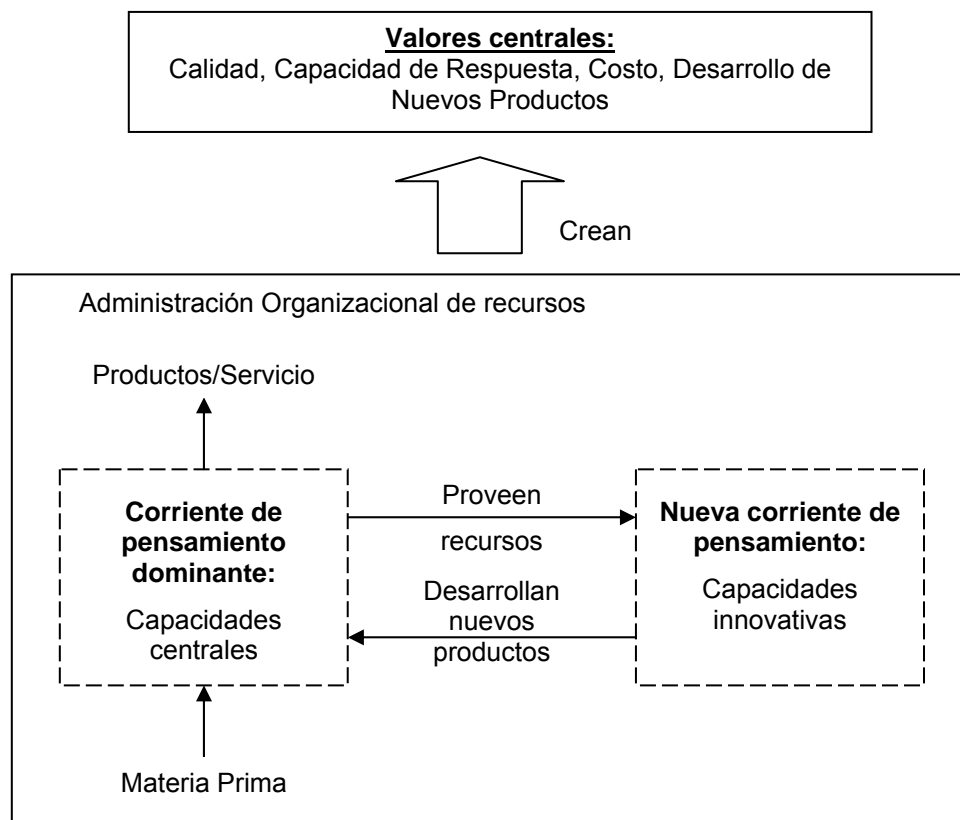 Valores centrales:
Calidad, Capacidad de Respuesta, Costo, Desarrollo de
Nuevos Productos
Crean
Administración Organizacional de recursos
Productos/Servicio
Corriente de
pensamiento
dominante:
Capacidades
centrales
Proveen
recursos
Desarrollan
nuevos
productos
Nueva corriente de
pensamiento:
Capacidades
innovativas
Materia Prima